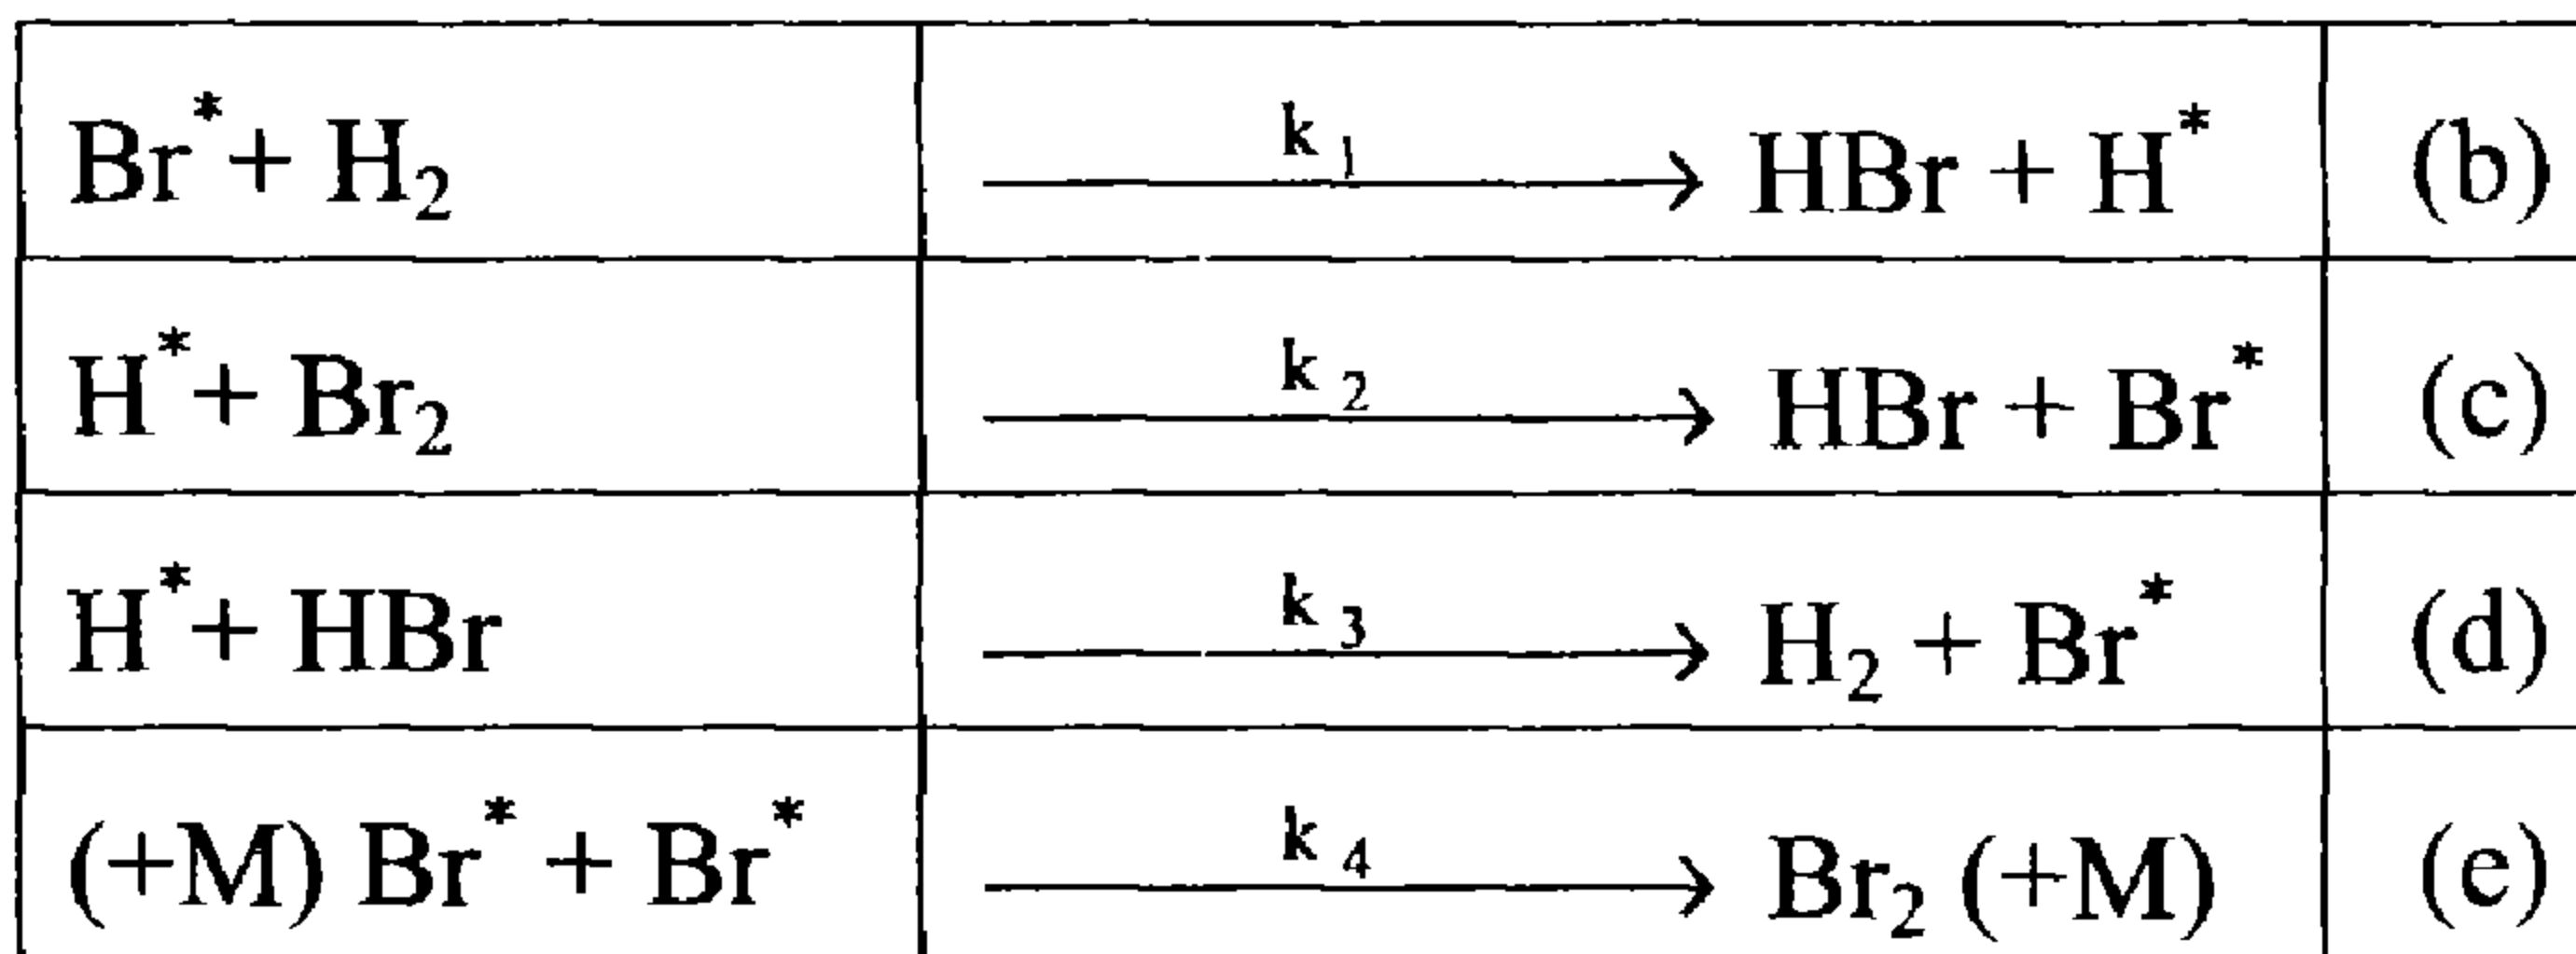 Br* + H₂ k₁ → HBr + H* (b)
H* + Br₂ k₂ → HBr + Br* (c)
H* + HBr k₃ → H₂ + Br* (d)
(+M) Br* + Br* k₄ → Br₂ (+M) (e)